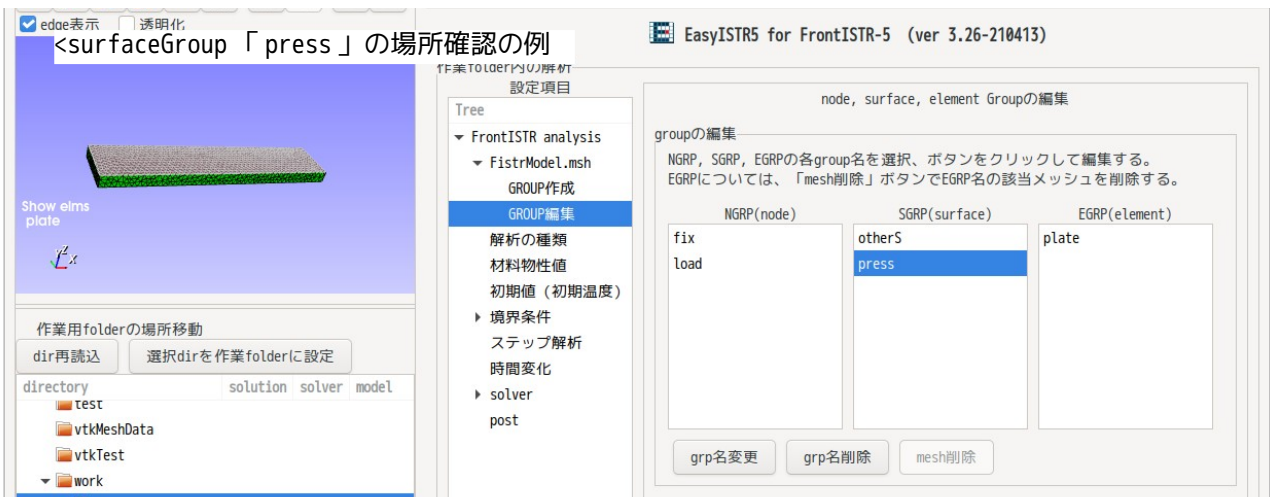 edge表示 透明化
<surfaceGroup 「press」の場所確認の例
EasyISTR5 for FrontISTR-5 (ver 3.26-210413)
作業folder内の解析
設定項目
Tree
FrontISTR analysis
FistrModel.msh
GROUP作成
GROUP編集
解析の種類
材料物性値
初期値 (初期温度)
境界条件
ステップ解析
時間変化
solver
post
node, surface, element Groupの編集
groupの編集
NGRP, SGRP, EGRPの各group名を選択、ボタンをクリックして編集する。
EGRPについては、「mesh削除」ボタンでEGRP名の該当メッシュを削除する。
NGRP(node) SGRP(surface) EGRP(element)
fix otherS plate
load press
grp名変更 grp名削除 mesh削除
Show elms
plate
z
Y X
作業用folderの場所移動
dir再読込 選択dirを作業folderに設定
directory solution solver model
test
vtkMeshData
vtkTest
work